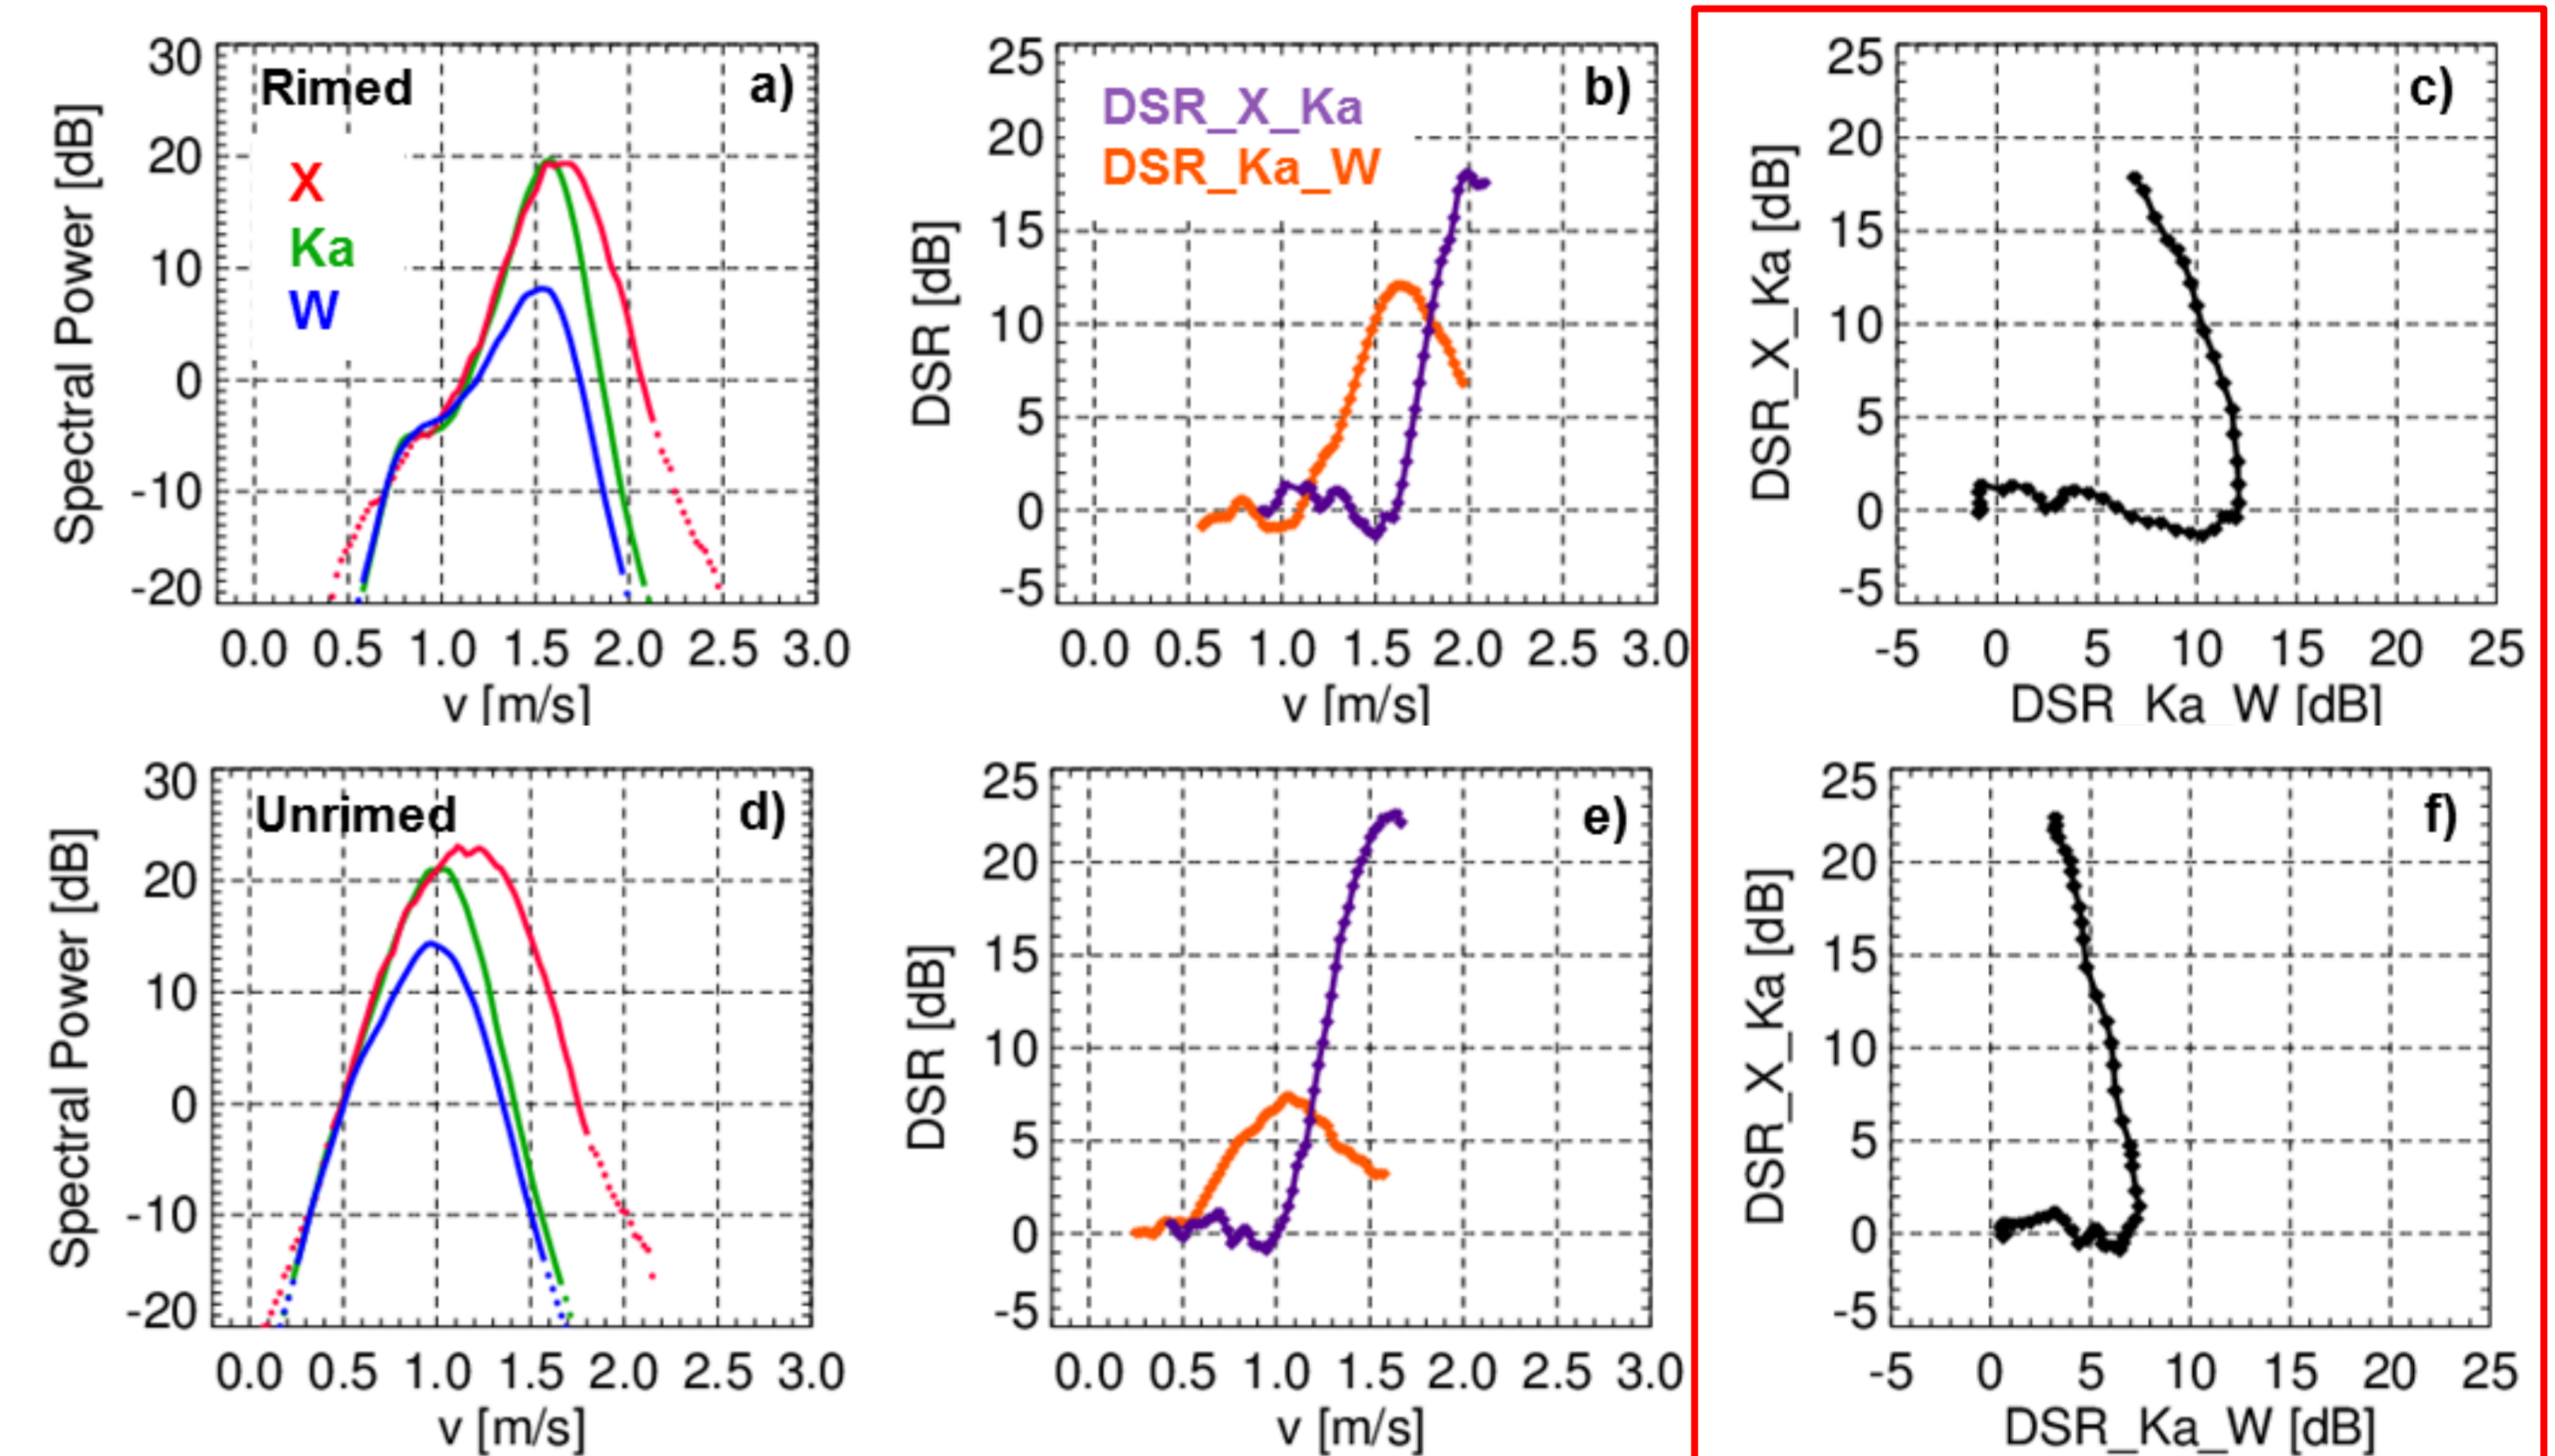 Rimed
a)
X
Ka
W
Spectral Power [dB]
30
20
10
0
-10
-20
0.0 0.5 1.0 1.5 2.0 2.5 3.0
v [m/s]
b)
DSR_X_Ka
DSR_Ka_W
DSR [dB]
25
20
15
10
5
0
-5
0.0 0.5 1.0 1.5 2.0 2.5 3.0
v [m/s]
c)
DSR_X_Ka [dB]
25
20
15
10
5
0
-5
-5 0 5 10 15 20 25
DSR_Ka_W [dB]
Unrimed
d)
Spectral Power [dB]
30
20
10
0
-10
-20
0.0 0.5 1.0 1.5 2.0 2.5 3.0
v [m/s]
e)
DSR [dB]
25
20
15
10
5
0
-5
0.0 0.5 1.0 1.5 2.0 2.5 3.0
v [m/s]
f)
DSR_X_Ka [dB]
25
20
15
10
5
0
-5
-5 0 5 10 15 20 25
DSR_Ka_W [dB]